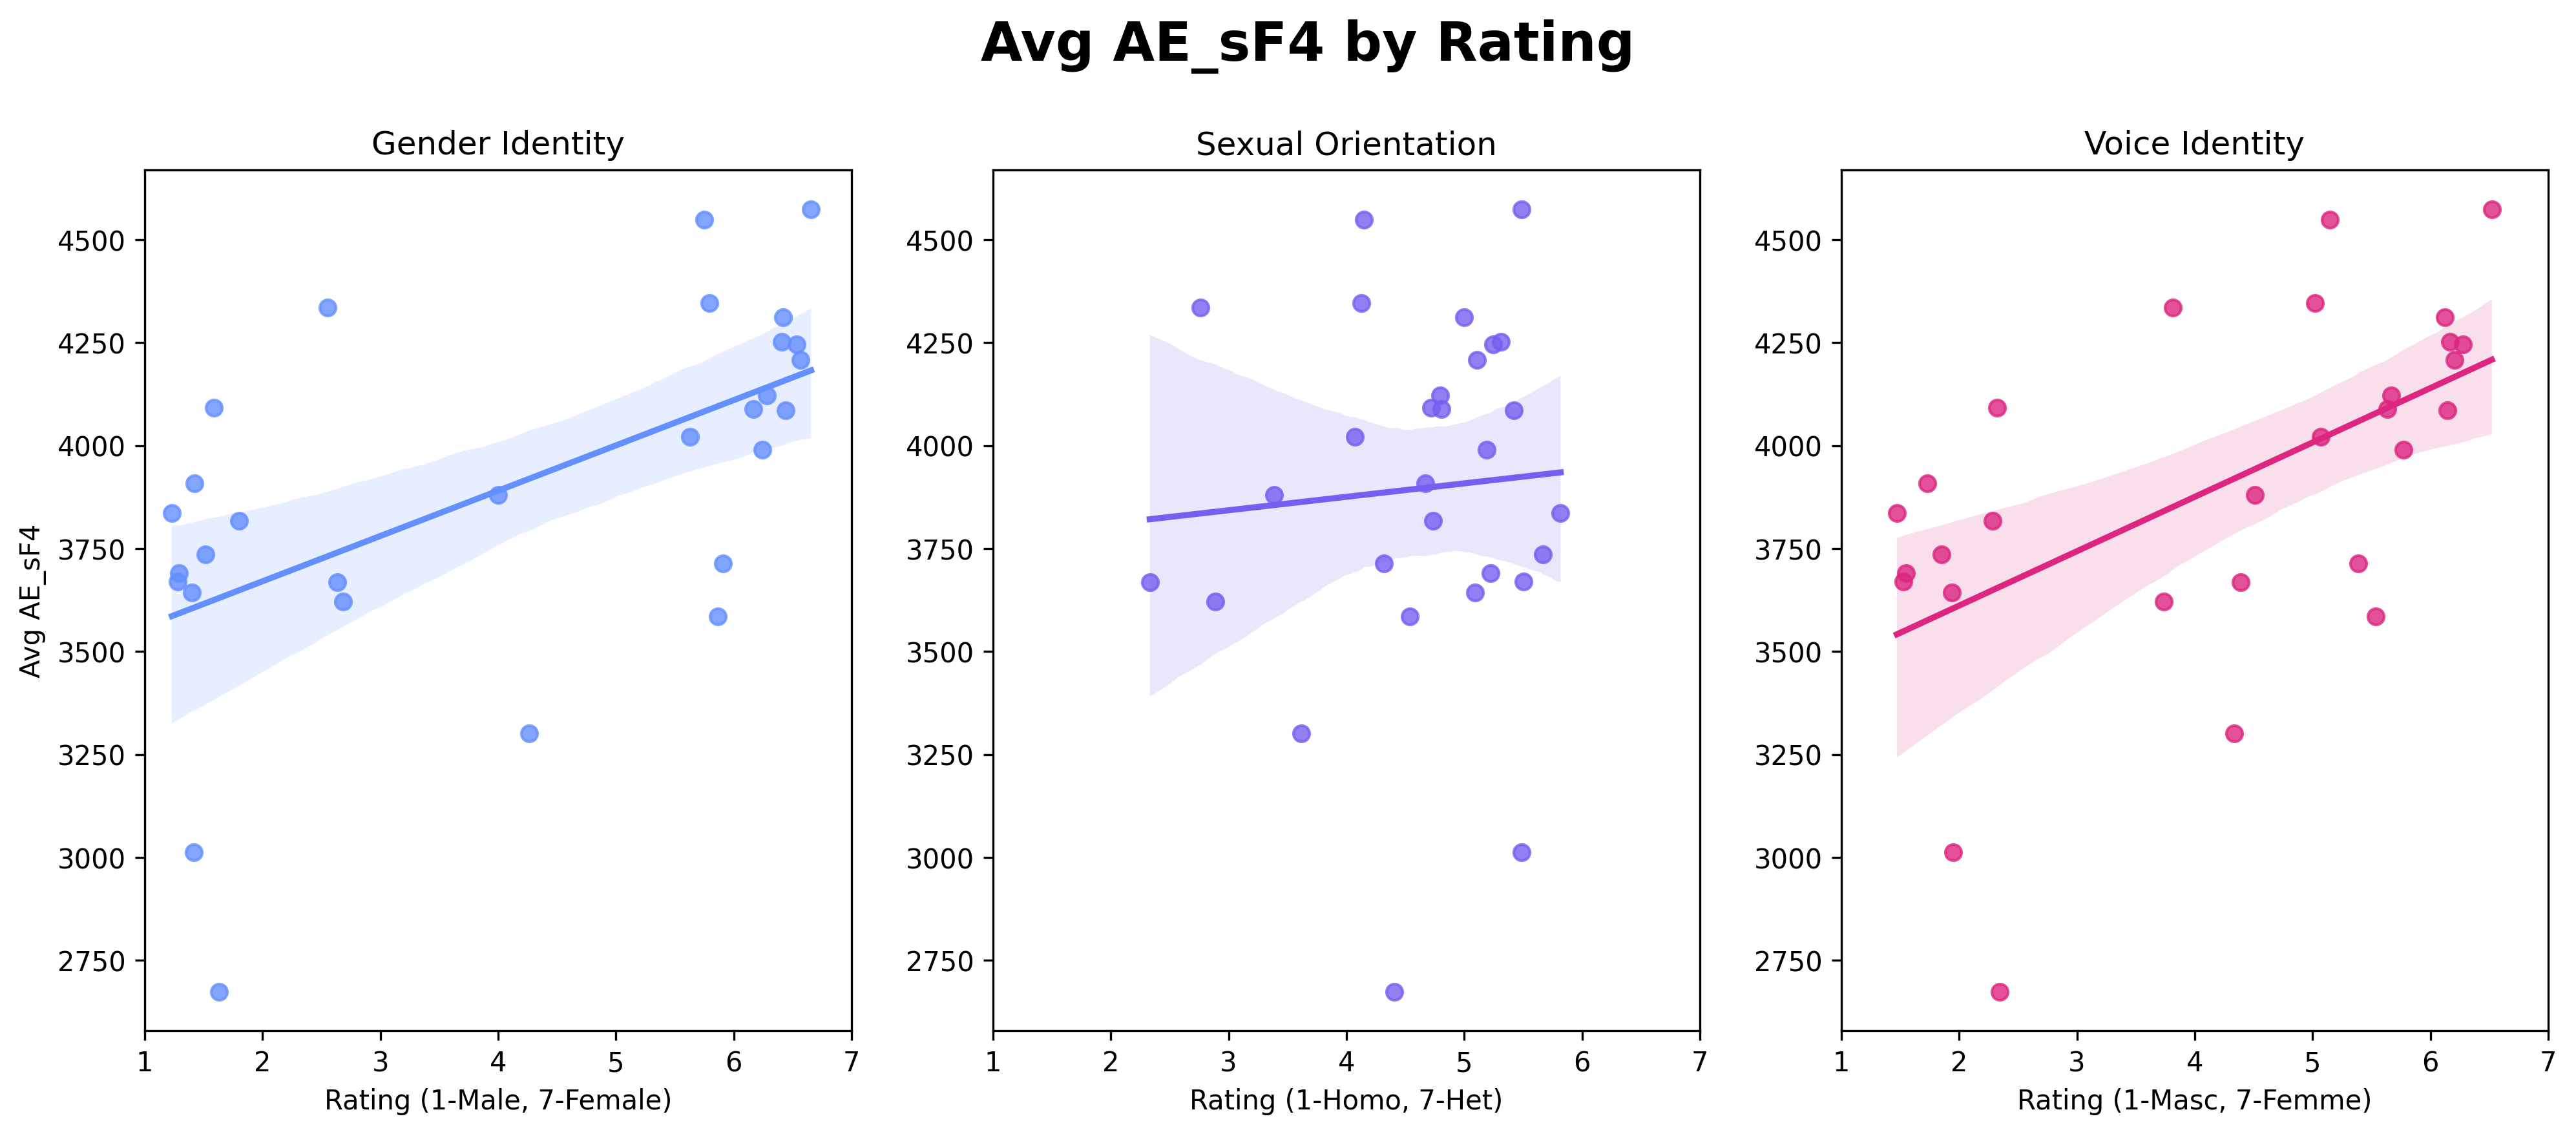 Avg AE_sF4 by Rating
Gender Identity
Avg AE_sF4
4500
4250
4000
3750
3500
3250
3000
2750
1 2 3 4 5 6 7
Rating (1-Male, 7-Female)
Sexual Orientation
4500
4250
4000
3750
3500
3250
3000
2750
1 2 3 4 5 6 7
Rating (1-Homo, 7-Het)
Voice Identity
4500
4250
4000
3750
3500
3250
3000
2750
1 2 3 4 5 6 7
Rating (1-Masc, 7-Femme)